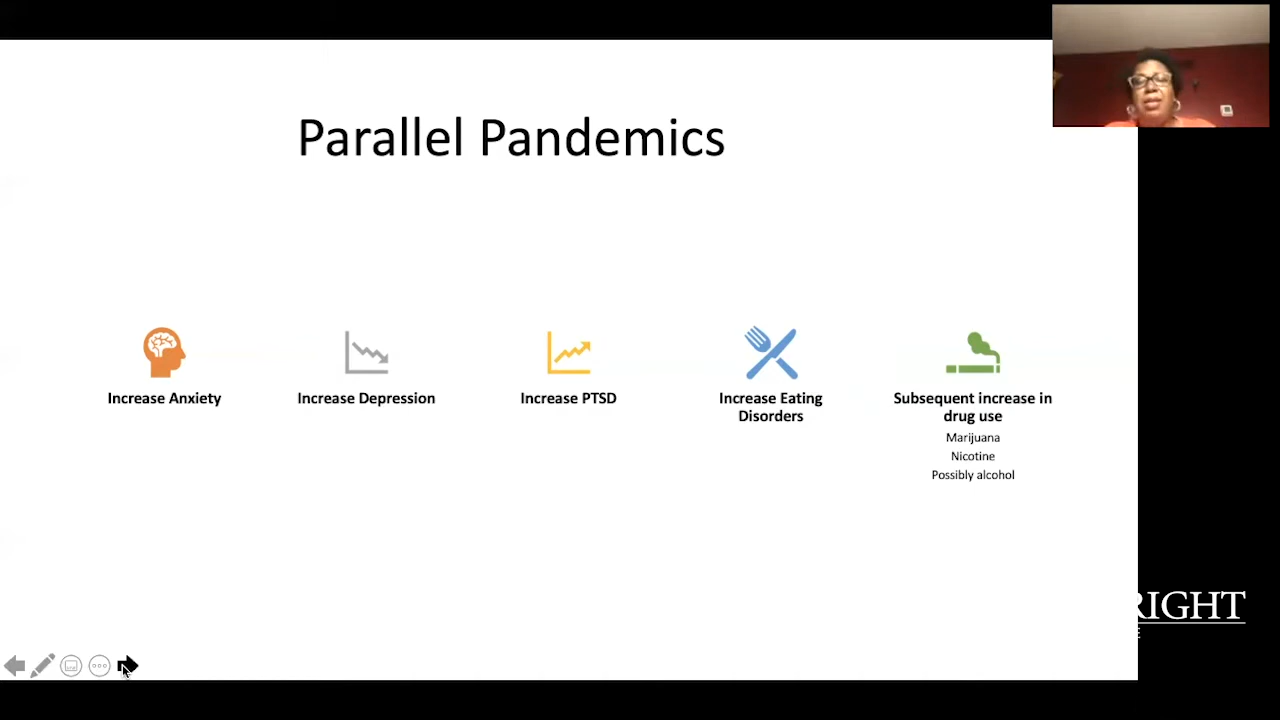 Parallel Pandemics
Increase Anxiety
Increase Depression
Increase PTSD
Increase Eating
Disorders
Subsequent increase in
drug use
Marijuana
Nicotine
Possibly alcohol
RIGHT